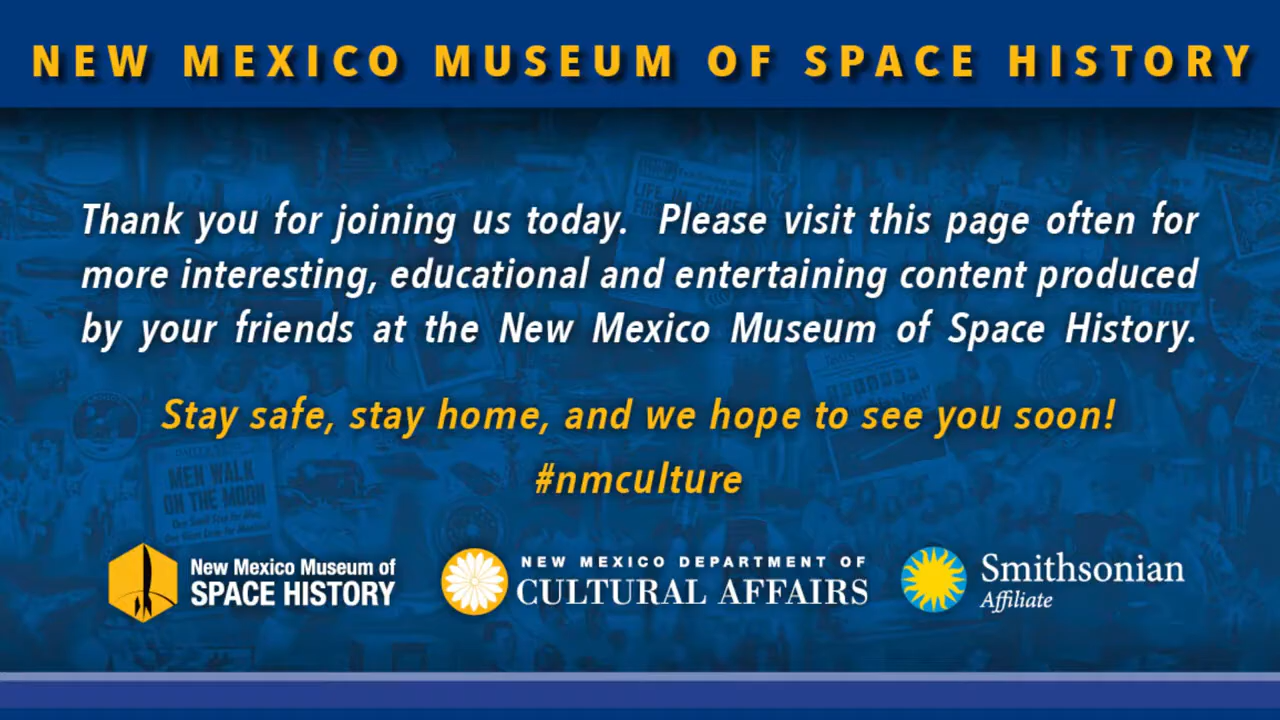 NEW MEXICO MUSEUM OF SPACE HISTORY
Thank you for joining us today. Please visit this page often for
more interesting, educational and entertaining content produced
by your friends at the New Mexico Museum of Space History.
Stay safe, stay home, and we hope to see you soon!
#nmculture
MEN WALK
ON THE MOON
New Mexico Museum of
SPACE HISTORY
NEW MEXICO DEPARTMENT OF
CULTURAL AFFAIRS
Smithsonian
Affiliate